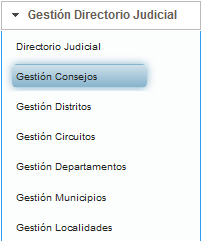 Gestión Directorio Judicial
Directorio Judicial
Gestión Consejos
Gestión Distritos
Gestión Circuitos
Gestión Departamentos
Gestión Municipios
Gestión Localidades